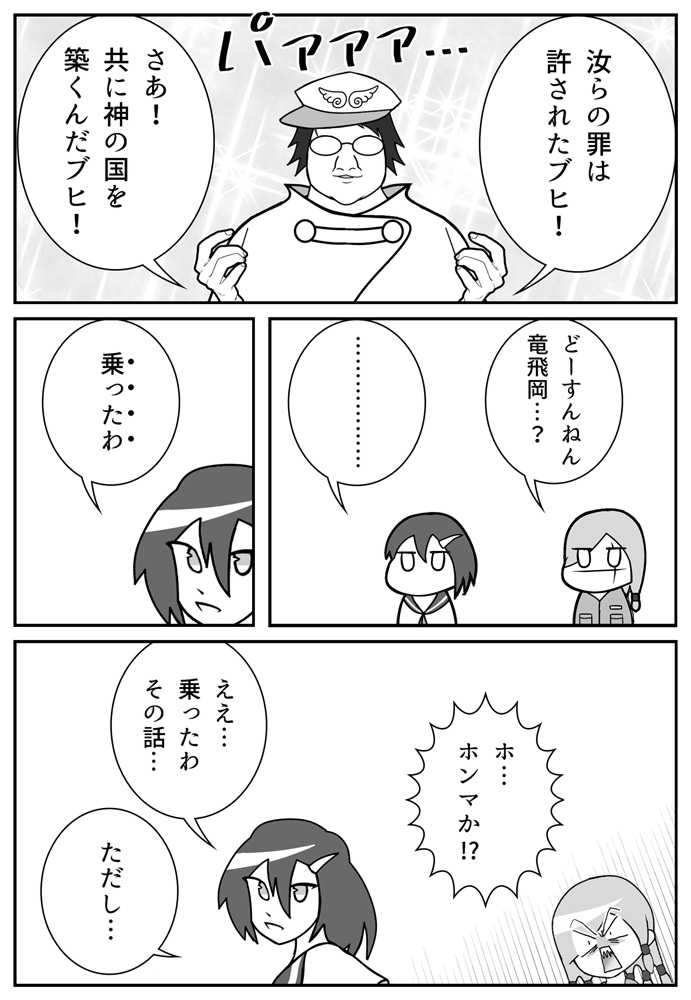 パァァァ…
汝らの罪は
許されたブヒ！
さあ！
共に神の国を
築くんだブヒ！
どーすんねん
竜飛岡…？
…………
乗ったわ
ホ…
ホンマか!?
ええ…
乗ったわ
その話…
ただし…